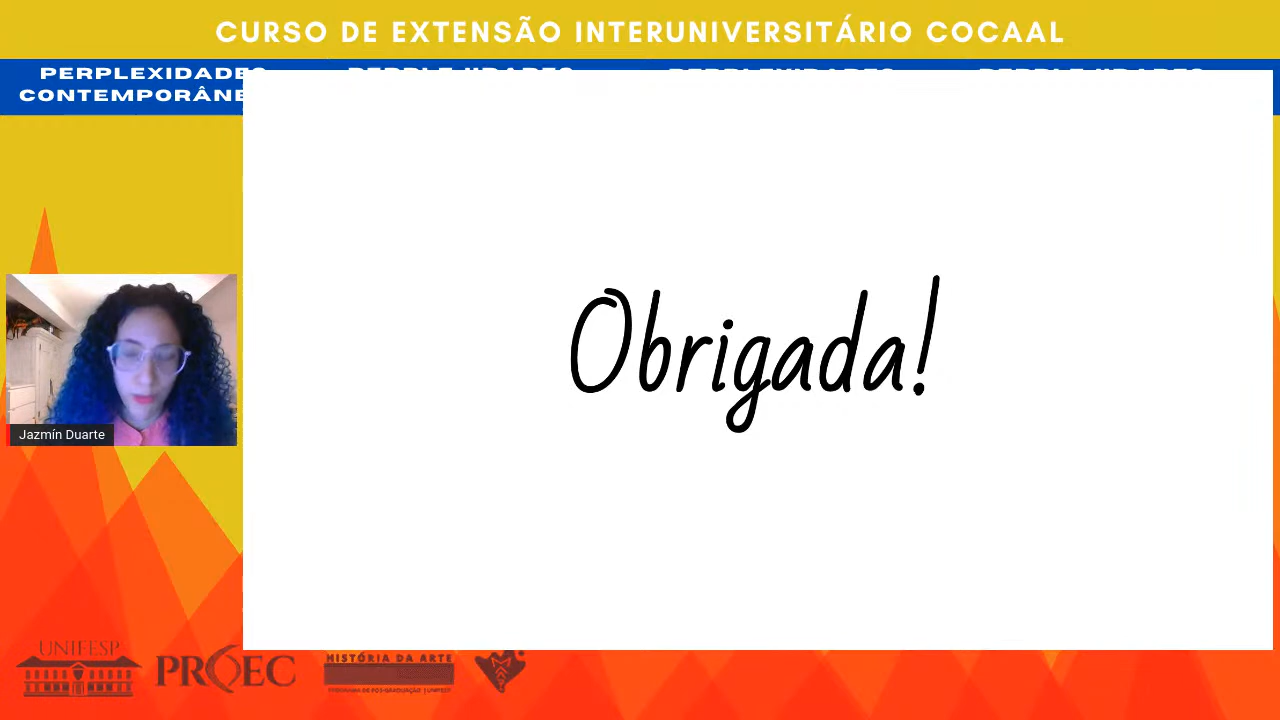 CURSO DE EXTENSÃO INTERUNIVERSITÁRIO COCAAL
PERPLEXIDADES
CONTEMPORÂNE
Obrigada!
Jazmín Duarte
UNIFESP
PROEC
HISTÓRIA DA ARTE